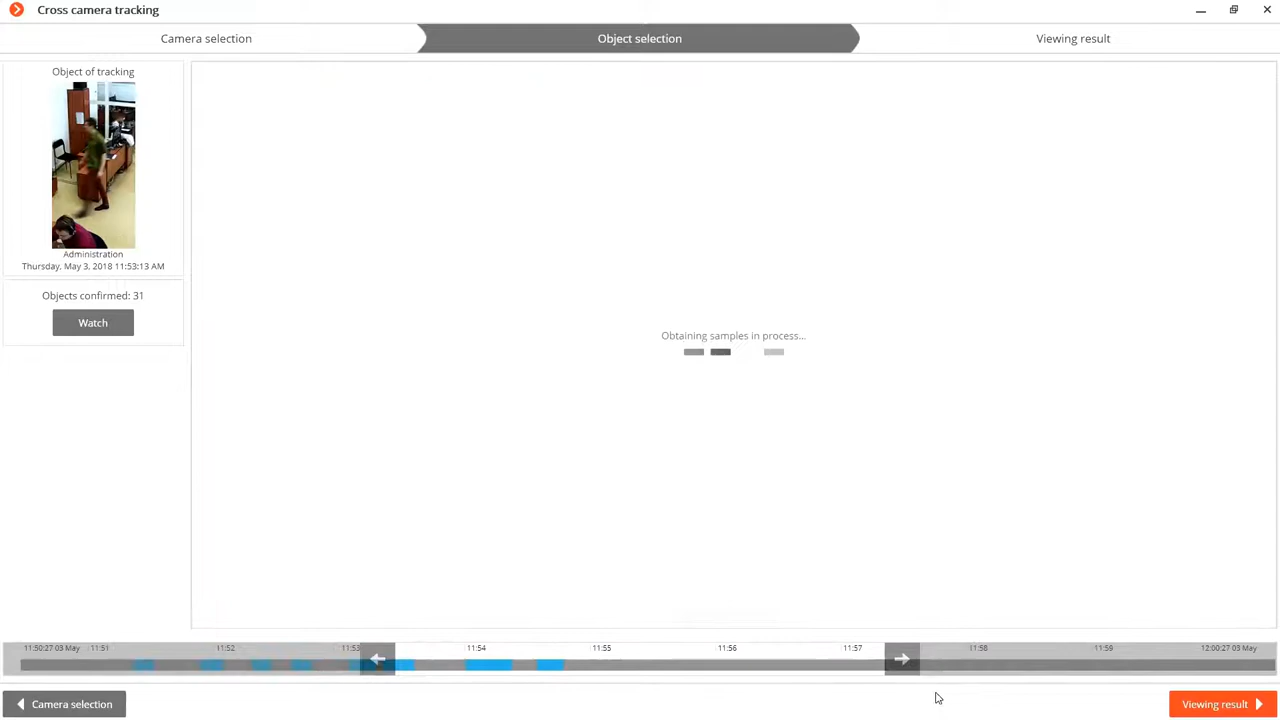 Cross camera tracking
Camera selection
Object selection
Viewing result
Object of tracking
Administration
Thursday, May 3, 2018 11:53:13 AM
Objects confirmed: 31
Watch
Obtaining samples in process...
11:50:27 03 May 11:51 11:52 11:53 11:54 11:55 11:56 11:57 11:58 11:59 12:00:27 03 May
Camera selection
Viewing result